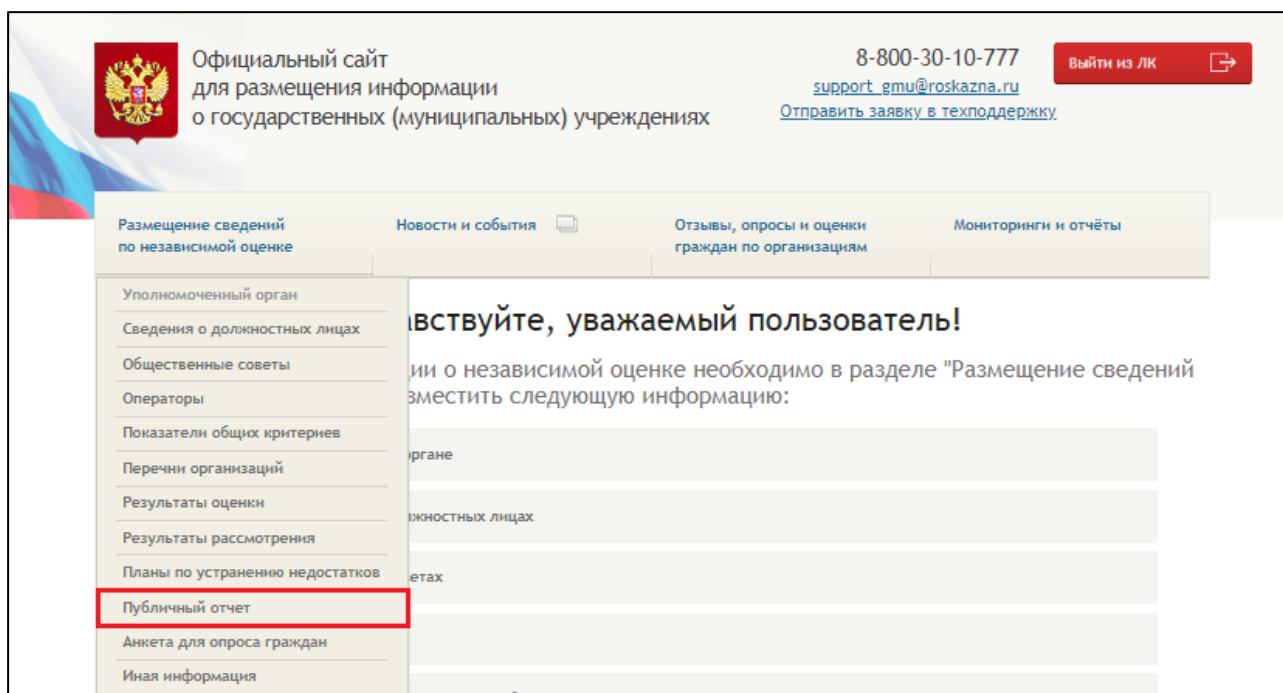 Официальный сайт
для размещения информации
о государственных (муниципальных) учреждениях
8-800-30-10-777
support_gmu@roskazna.ru
Отправить заявку в техподдержку
Выйти из ЛК
Размещение сведений
по независимой оценке
Новости и события
Отзывы, опросы и оценки
граждан по организациям
Мониторинги и отчёты
Уполномоченный орган
Сведения о должностных лицах
Общественные советы
Операторы
Показатели общих критериев
Перечни организаций
Результаты оценки
Результаты рассмотрения
Планы по устранению недостатков
Публичный отчет
Анкета для опроса граждан
Иная информация
авствуйте, уважаемый пользователь!
ии о независимой оценке необходимо в разделе "Размещение сведений
зместить следующую информацию:
ргане
жностных лицах
етах